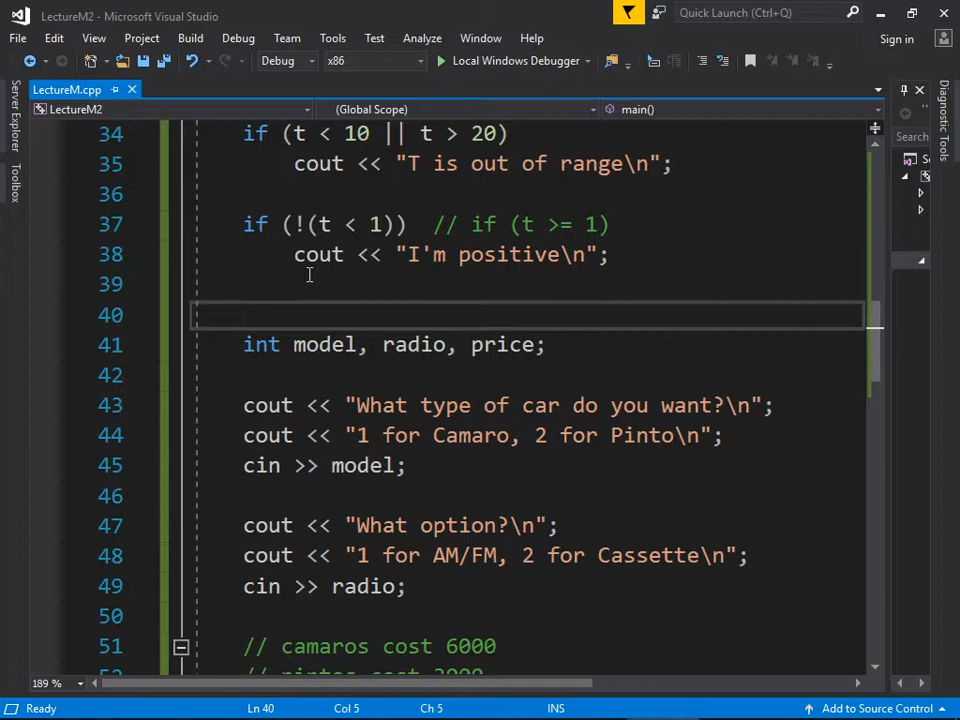 LectureM2 - Microsoft Visual Studio
Quick Launch (Ctrl+Q)
File Edit View Project Build Debug Team Tools Test Analyze Window Help
Sign in
Debug x86 Local Windows Debugger
LectureM.cpp
LectureM2 (Global Scope) main()
Server Explorer
Toolbox
Diagnostic Tools
Search
34 if (t < 10 || t > 20)
35 cout << "T is out of range\n";
36
37 if (!(t < 1)) // if (t >= 1)
38 cout << "I'm positive\n";
39
40
41 int model, radio, price;
42
43 cout << "What type of car do you want?\n";
44 cout << "1 for Camaro, 2 for Pinto\n";
45 cin >> model;
46
47 cout << "What option?\n";
48 cout << "1 for AM/FM, 2 for Cassette\n";
49 cin >> radio;
50
51 // camaros cost 6000
189 %
Ready Ln 40 Col 5 Ch 5 INS Add to Source Control